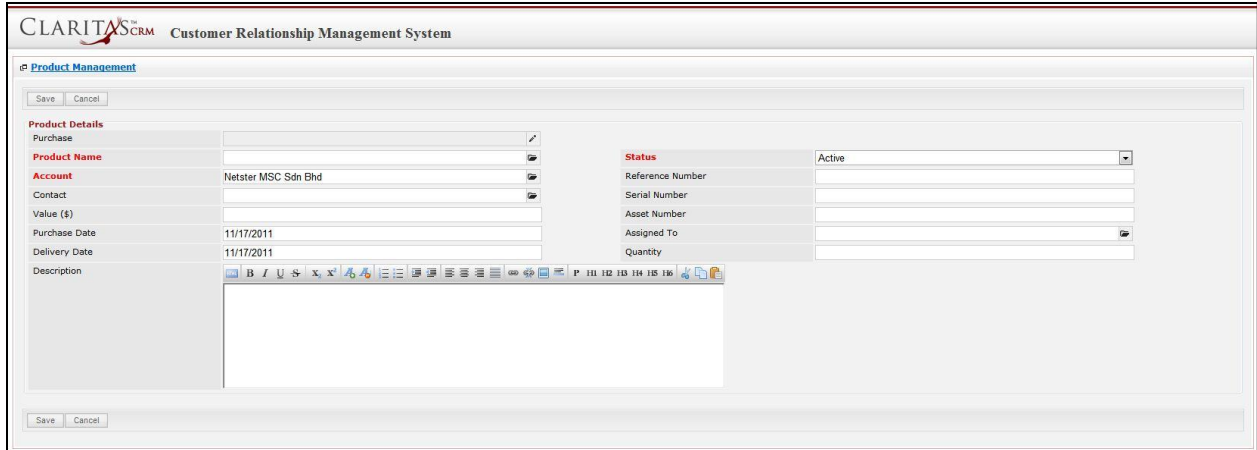 CLARITAS™CRM Customer Relationship Management System
Product Management
Save Cancel
Product Details
Purchase
Product Name Status Active
Account Netster MSC Sdn Bhd Reference Number
Contact Serial Number
Value ($) Asset Number
Purchase Date 11/17/2011 Assigned To
Delivery Date 11/17/2011 Quantity
Description B I U S X, X² P H1 H2 H3 H4 H5 H6
Save Cancel